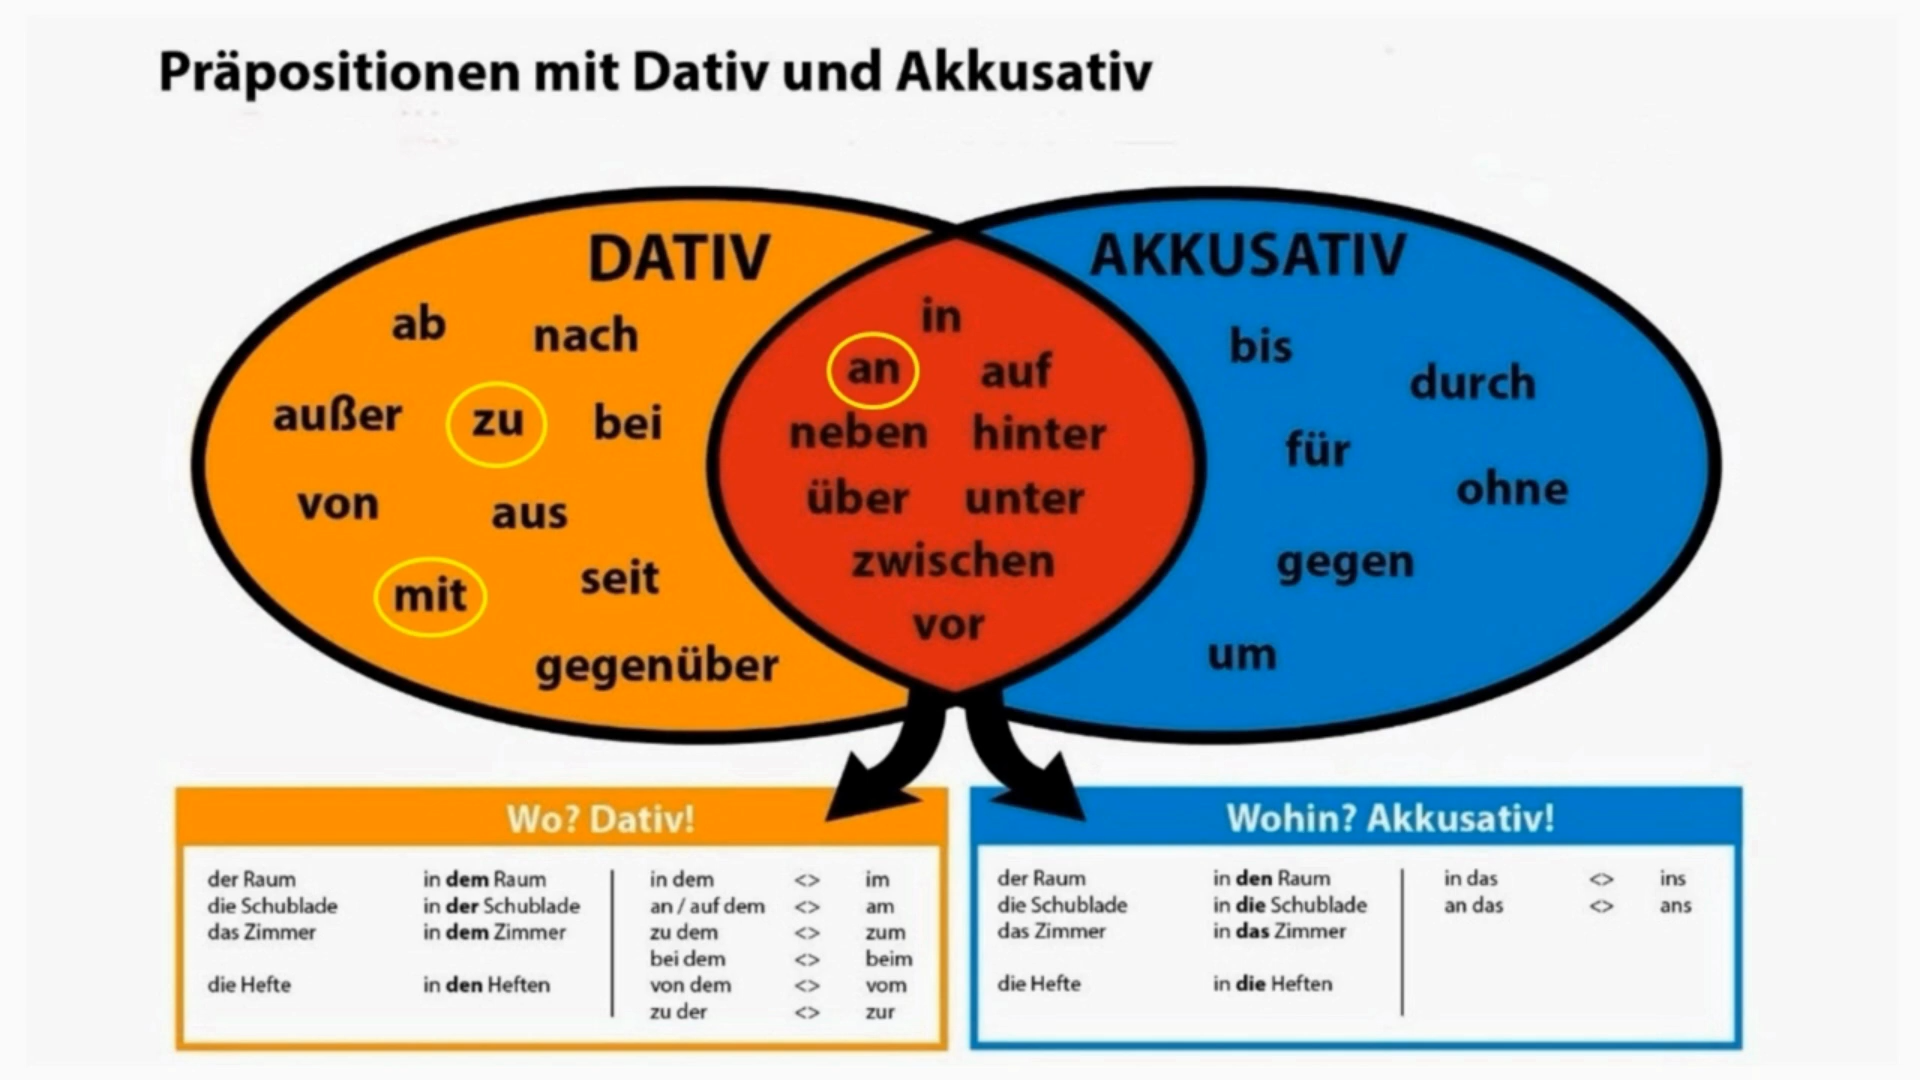 Präpositionen mit Dativ und Akkusativ
DATIV
ab nach
außer zu bei
von aus
mit seit
gegenüber
in
an auf
neben hinter
über unter
zwischen
vor
AKKUSATIV
bis
durch
für
ohne
gegen
um
Wo? Dativ!
der Raum in dem Raum in dem <> im
die Schublade in der Schublade an / auf dem <> am
das Zimmer in dem Zimmer zu dem <> zum
bei dem <> beim
die Hefte in den Heften von dem <> vom
zu der <> zur
Wohin? Akkusativ!
der Raum in den Raum in das <> ins
die Schublade in die Schublade an das <> ans
das Zimmer in das Zimmer
die Hefte in die Heften